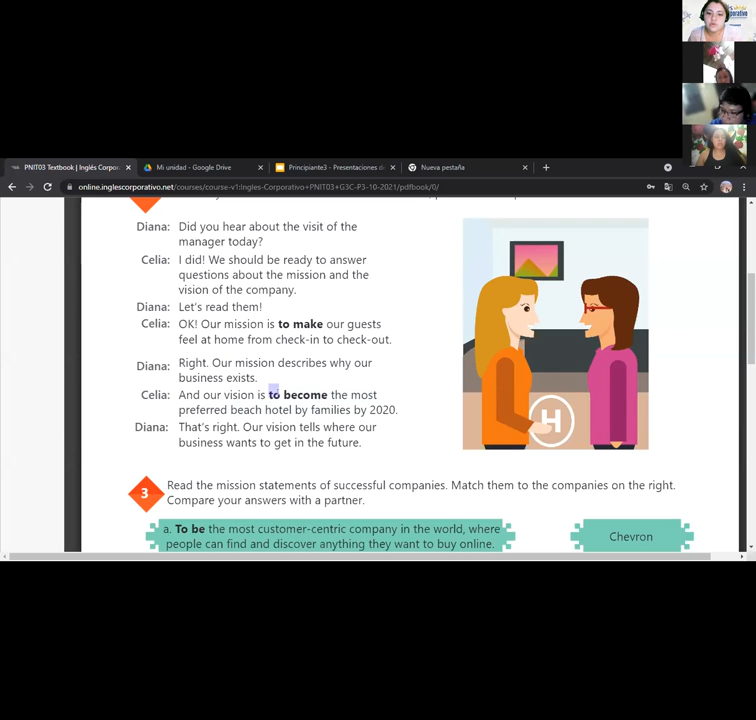 PNIT03 Textbook | Inglés Corpo
Mi unidad - Google Drive
Principiante3 - Presentaciones d
Nueva pestaña
online.inglescorporativo.net/courses/course-v1:Ingles-Corporativo+PNIT03+G3C-P3-10-2021/pdfbook/0/
Diana: Did you hear about the visit of the
manager today?
Celia: I did! We should be ready to answer
questions about the mission and the
vision of the company.
Diana: Let's read them!
Celia: OK! Our mission is to make our guests
feel at home from check-in to check-out.
Diana: Right. Our mission describes why our
business exists.
Celia: And our vision is to become the most
preferred beach hotel by families by 2020.
Diana: That's right. Our vision tells where our
business wants to get in the future.
H
3 Read the mission statements of successful companies. Match them to the companies on the right.
Compare your answers with a partner.
a. To be the most customer-centric company in the world, where
people can find and discover anything they want to buy online.
Chevron